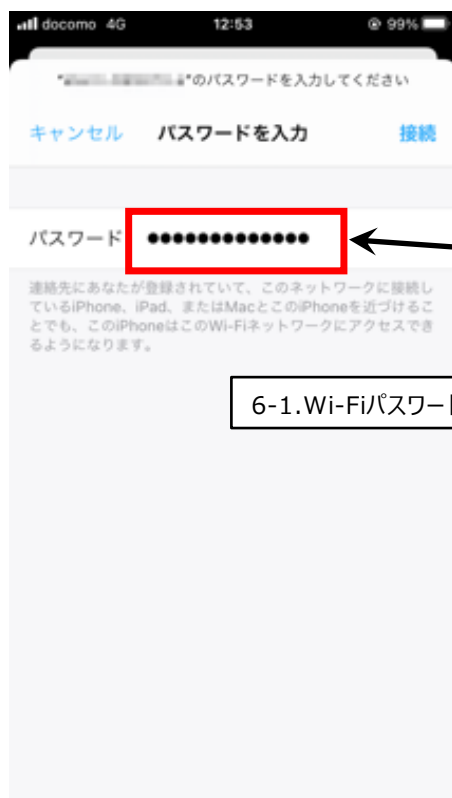 docomo 4G 12:53 99%
"のパスワードを入力してください
キャンセル パスワードを入力 接続
パスワード ●●●●●●●●●●●●●
連絡先にあなたが登録されていて、このネットワークに接続し
ているiPhone、iPad、またはMacとこのiPhoneを近づけるこ
とでも、このiPhoneはこのWi-Fiネットワークにアクセスでき
るようになります。
6-1.Wi-Fiパスワー